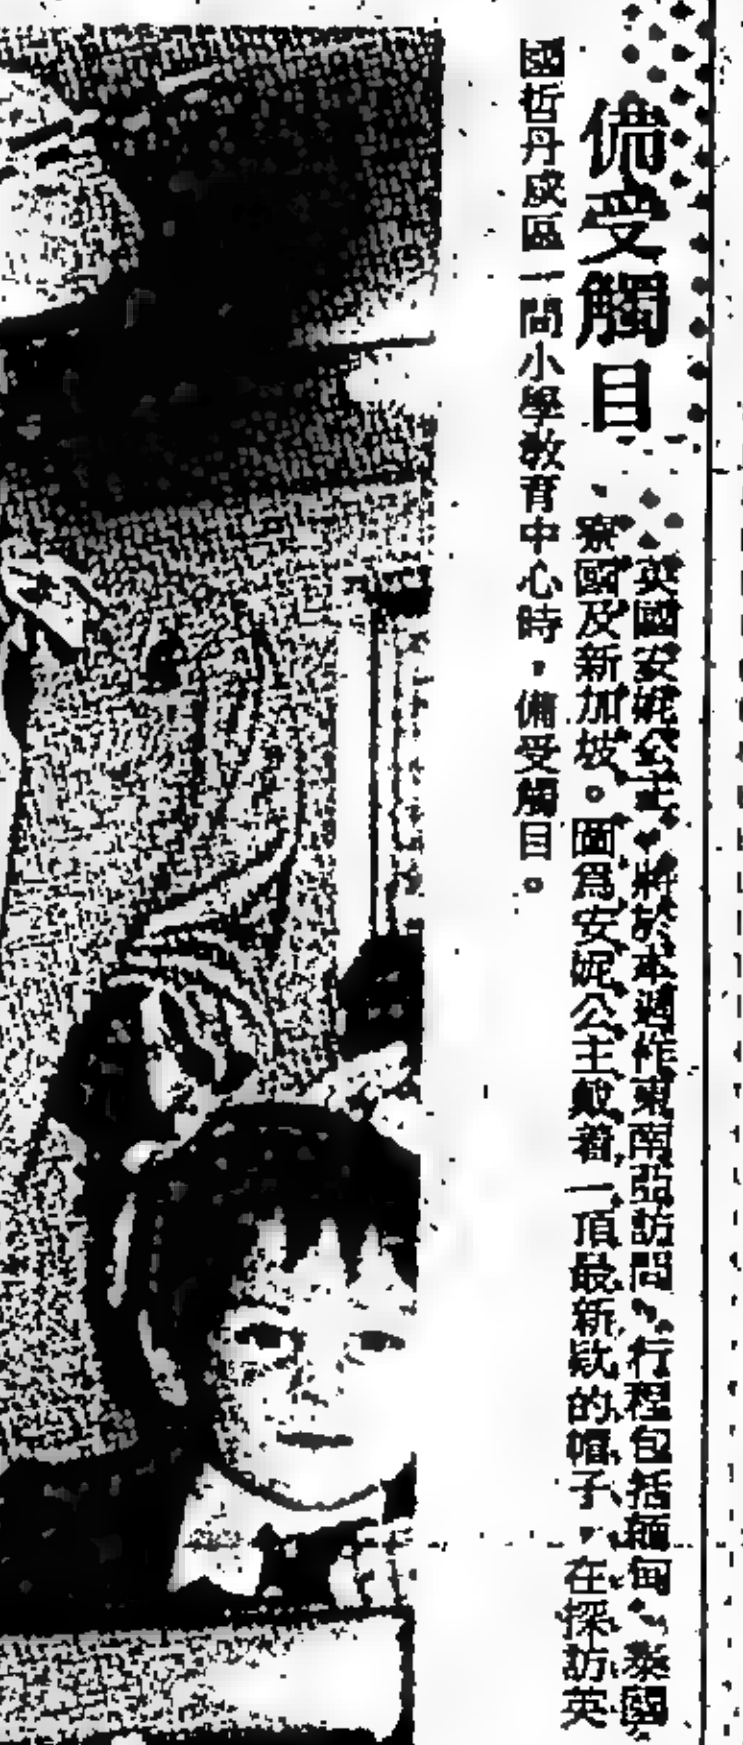 備受觸目
英國安妮公主，將於本週作東南亞訪問，行程包括緬甸、泰國
、寮國及新加坡。圖爲安妮公主戴着一頂最新欵的帽子，在探訪英
國哲丹咸區一間小學教育中心時，備受觸目。